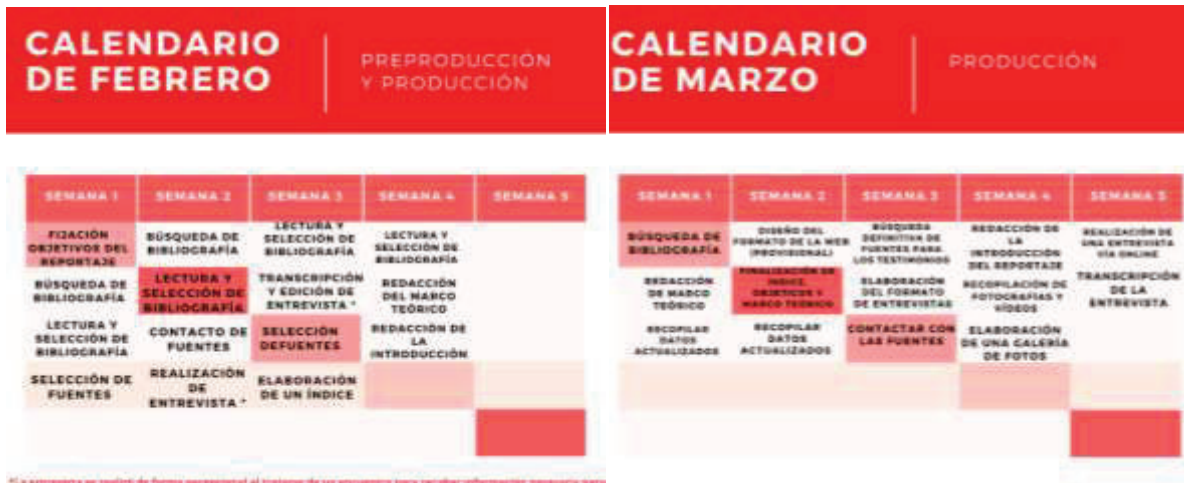 CALENDARIO
DE FEBRERO
PREPRODUCCIÓN
Y PRODUCCIÓN
SEMANA 1
SEMANA 2
SEMANA 3
SEMANA 4
SEMANA 5
FIJACIÓN
OBJETIVOS DEL
REPORTAJE
BÚSQUEDA DE
BIBLIOGRAFÍA
LECTURA Y
SELECCIÓN DE
BIBLIOGRAFÍA
LECTURA Y
SELECCIÓN DE
BIBLIOGRAFÍA
BÚSQUEDA DE
BIBLIOGRAFÍA
LECTURA Y
SELECCIÓN DE
BIBLIOGRAFÍA
TRANSCRIPCIÓN
Y EDICIÓN DE
ENTREVISTA *
REDACCIÓN
DEL MARCO
TEÓRICO
LECTURA Y
SELECCIÓN DE
BIBLIOGRAFÍA
CONTACTO DE
FUENTES
SELECCIÓN
DEFUENTES
REDACCIÓN DE
LA
INTRODUCCIÓN
SELECCIÓN DE
FUENTES
REALIZACIÓN
DE
ENTREVISTA *
ELABORACIÓN
DE UN ÍNDICE
CALENDARIO
DE MARZO
PRODUCCIÓN
SEMANA 1
SEMANA 2
SEMANA 3
SEMANA 4
SEMANA 5
BÚSQUEDA DE
BIBLIOGRAFÍA
DISEÑO DEL
FORMATO DE LA WEB
(PROVISIONAL)
BÚSQUEDA
DEFINITIVA DE
FUENTES PARA
LOS TESTIMONIOS
REDACCIÓN DE
LA
INTRODUCCIÓN
DEL REPORTAJE
REALIZACIÓN DE
UNA ENTREVISTA
VÍA ONLINE
REDACCIÓN
DE MARCO
TEÓRICO
FINALIZACIÓN DE
ÍNDICE,
OBJETIVOS Y
MARCO TEÓRICO
ELABORACIÓN
DEL FORMATO
DE ENTREVISTAS
RECOPILACIÓN DE
FOTOGRAFÍAS Y
VÍDEOS
TRANSCRIPCIÓN
DE LA
ENTREVISTA
RECOPILAR
DATOS
ACTUALIZADOS
RECOPILAR
DATOS
ACTUALIZADOS
CONTACTAR CON
LAS FUENTES
ELABORACIÓN
DE UNA GALERÍA
DE FOTOS